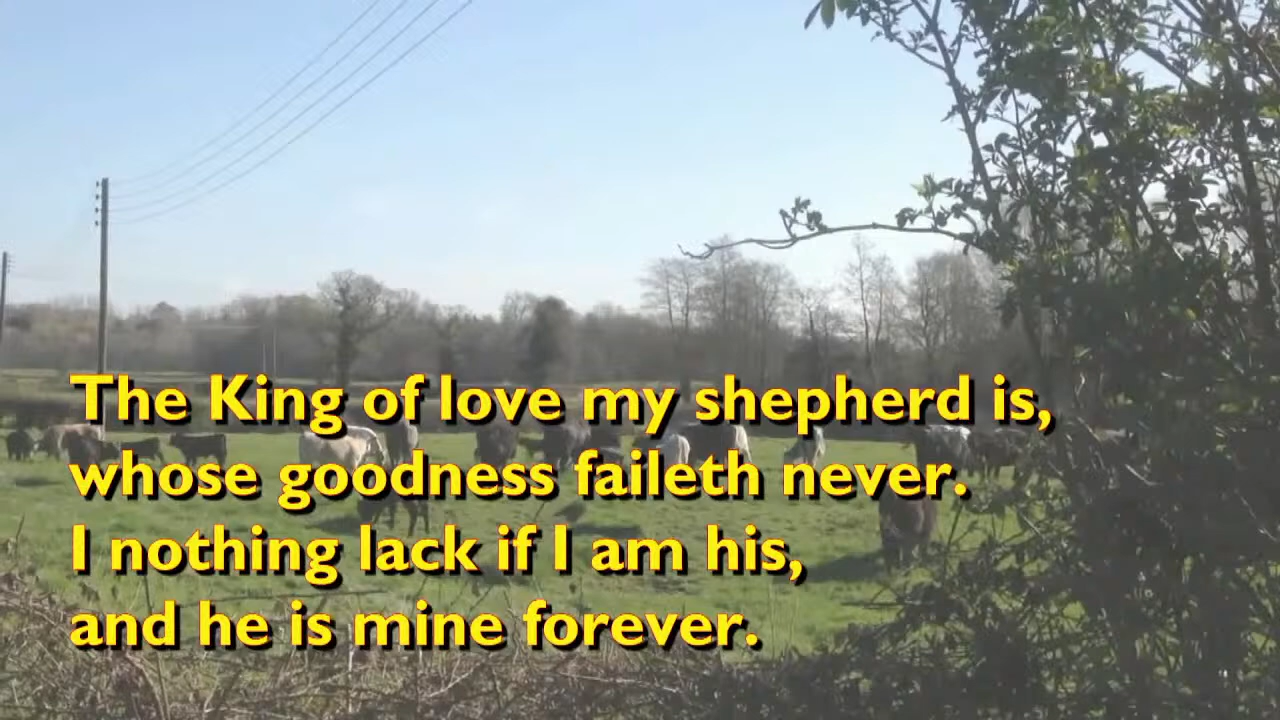 The King of love my shepherd is,
whose goodness faileth never.
I nothing lack if I am his,
and he is mine forever.